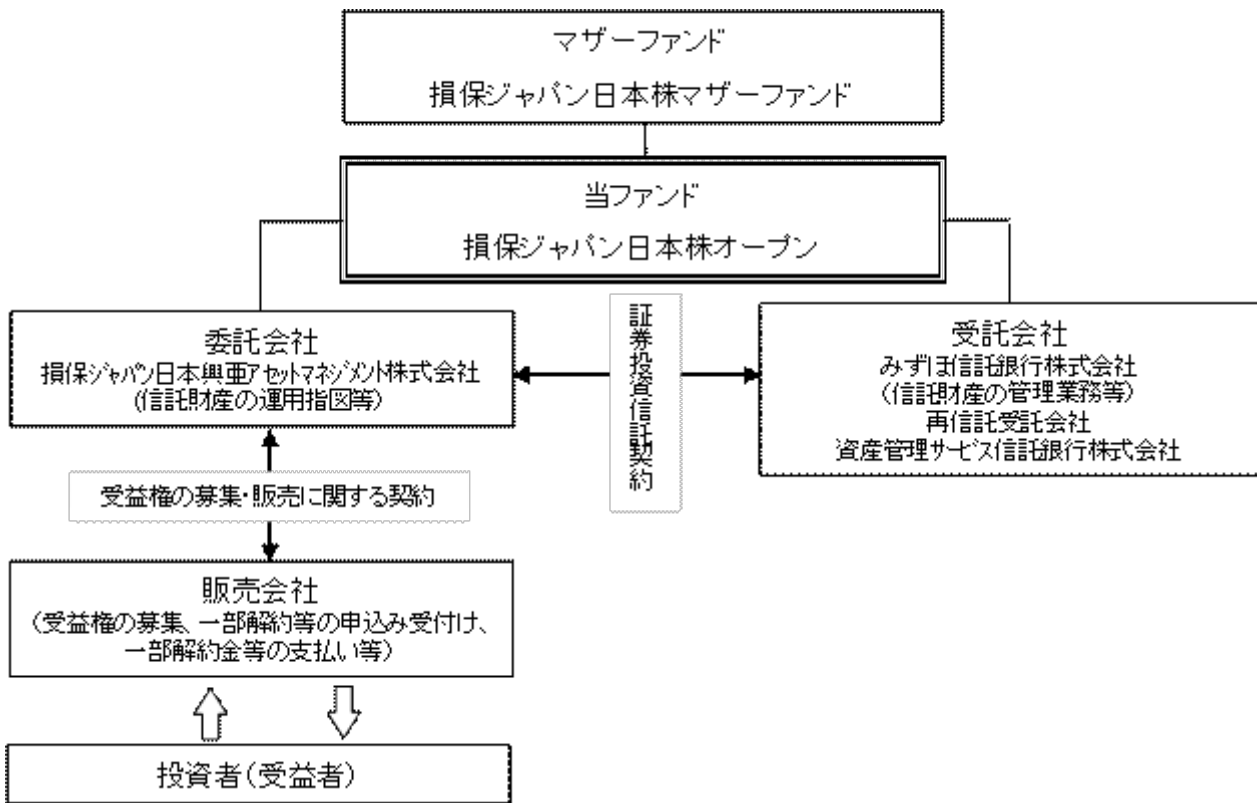 マザーファンド
損保ジャパン日本株マザーファンド
当ファンド
損保ジャパン日本株オープン
委託会社
損保ジャパン日本興亜アセットマネジメント株式会社
(信託財産の運用指図等)
証券投資信託契約
受託会社
みずほ信託銀行株式会社
(信託財産の管理業務等)
再信託受託会社
資産管理サービス信託銀行株式会社
受益権の募集・販売に関する契約
販売会社
(受益権の募集、一部解約等の申込み受付け、
一部解約金等の支払い等)
投資者(受益者)